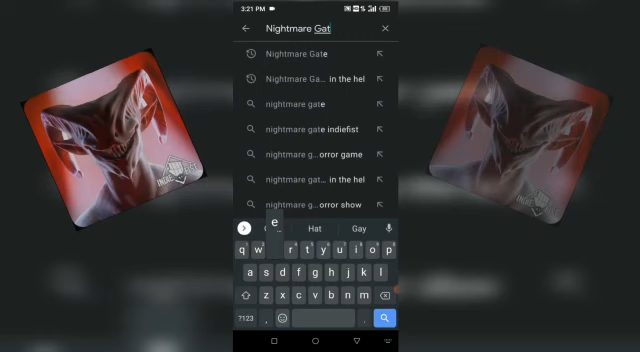 3:21 PM
Nightmare Gat
Nightmare Gate
Nightmare Ga... in the hel
nightmare gate
nightmare gate indiefist
nightmare g...orror game
nightmare gat... in the hel
nightmare g...orror show
e
Hat Gay
q w r t y u i o p
a s d f g h j k l
z x c v b n m
?123 , .
INDIE